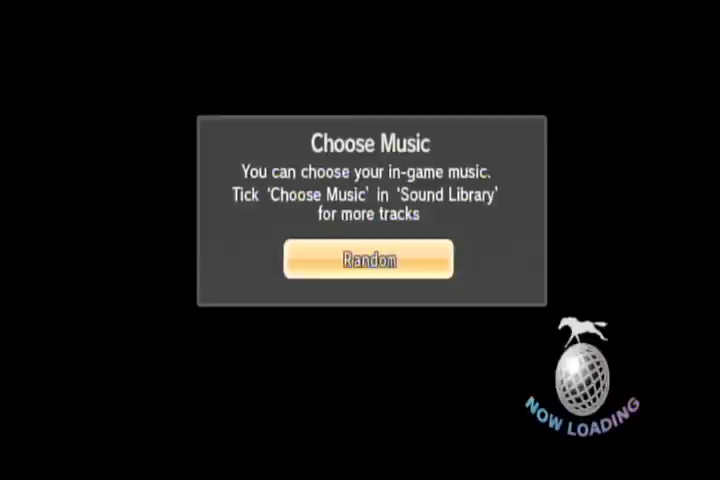 Choose Music
You can choose your in-game music.
Tick 'Choose Music' in 'Sound Library'
for more tracks
Random
NOW LOADING